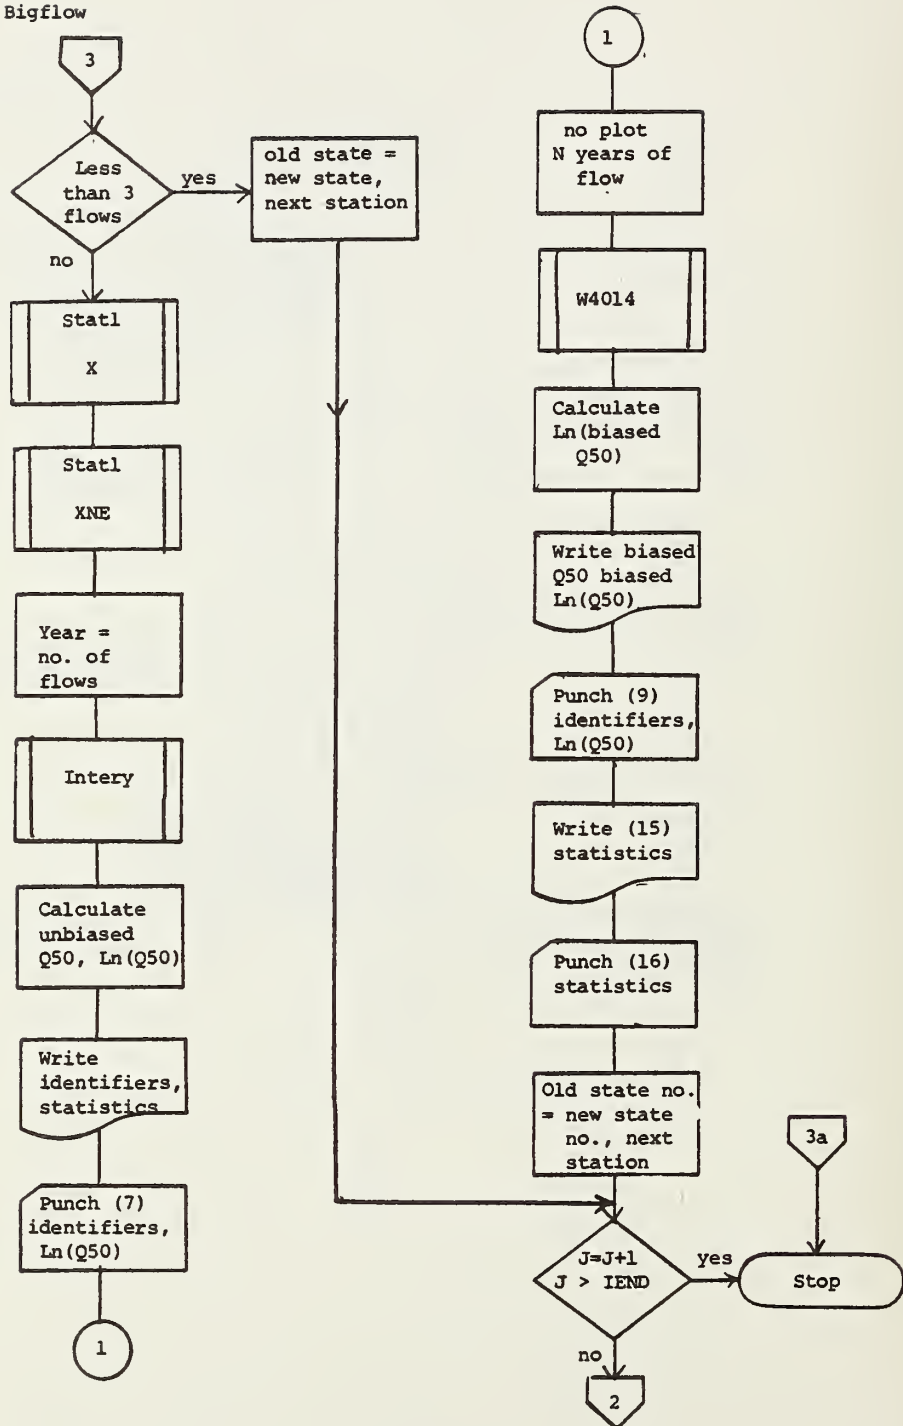 Bigflow
3
Less
than 3
flows
yes
old state =
new state,
next station
no
Statl
X
Statl
XNE
Year =
no. of
flows
Intery
Calculate
unbiased
Q50, Ln(Q50)
Write
identifiers,
statistics
Punch (7)
identifiers,
Ln(Q50)
1
1
no plot
N years of
flow
W4014
Calculate
Ln(biased
Q50)
Write biased
Q50 biased
Ln(Q50)
Punch (9)
identifiers,
Ln(Q50)
Write (15)
statistics
Punch (16)
statistics
Old state no.
= new state
no., next
station
J=J+1
J > IEND
yes
3a
Stop
no
2